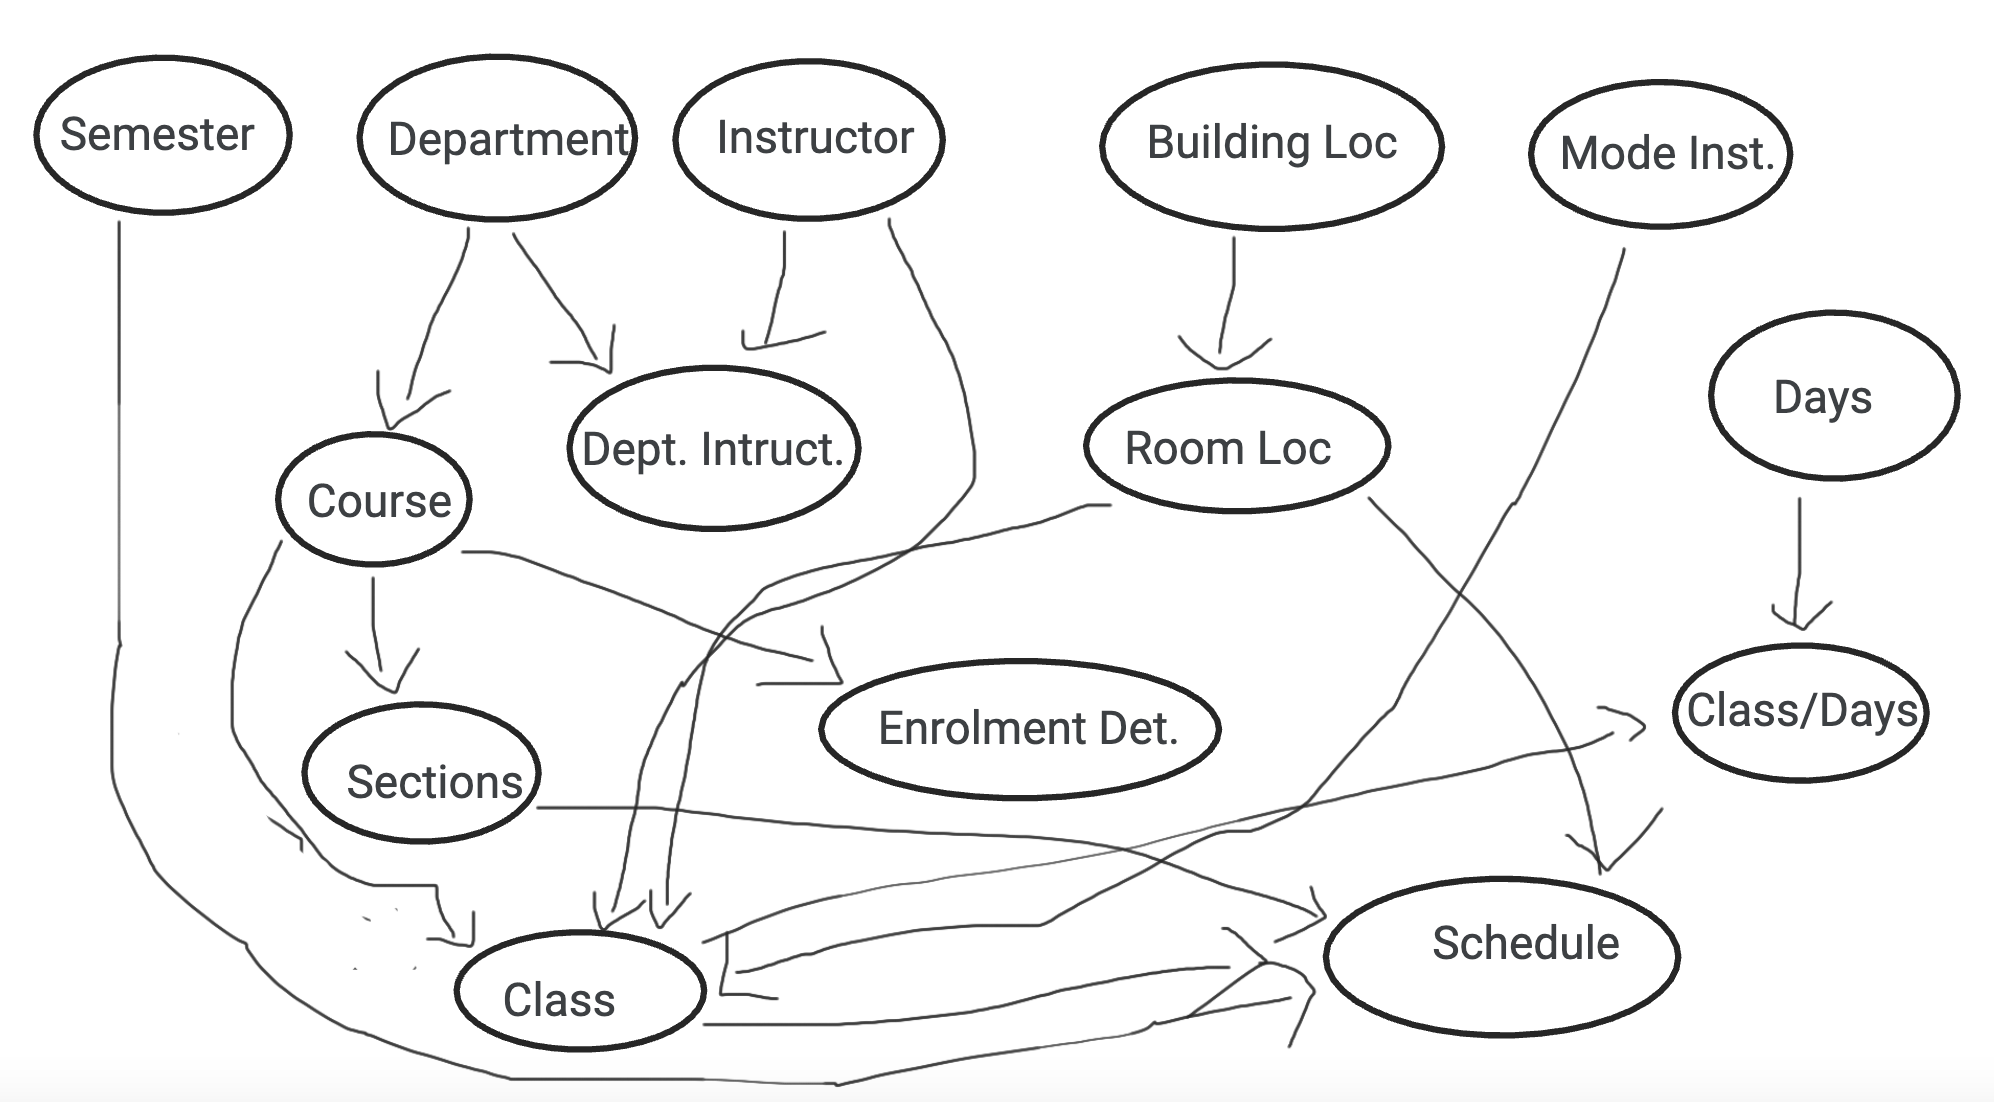 Semester
Department
Instructor
Building Loc
Mode Inst.
Days
Dept. Intruct.
Room Loc
Course
Class/Days
Enrolment Det.
Sections
Schedule
Class